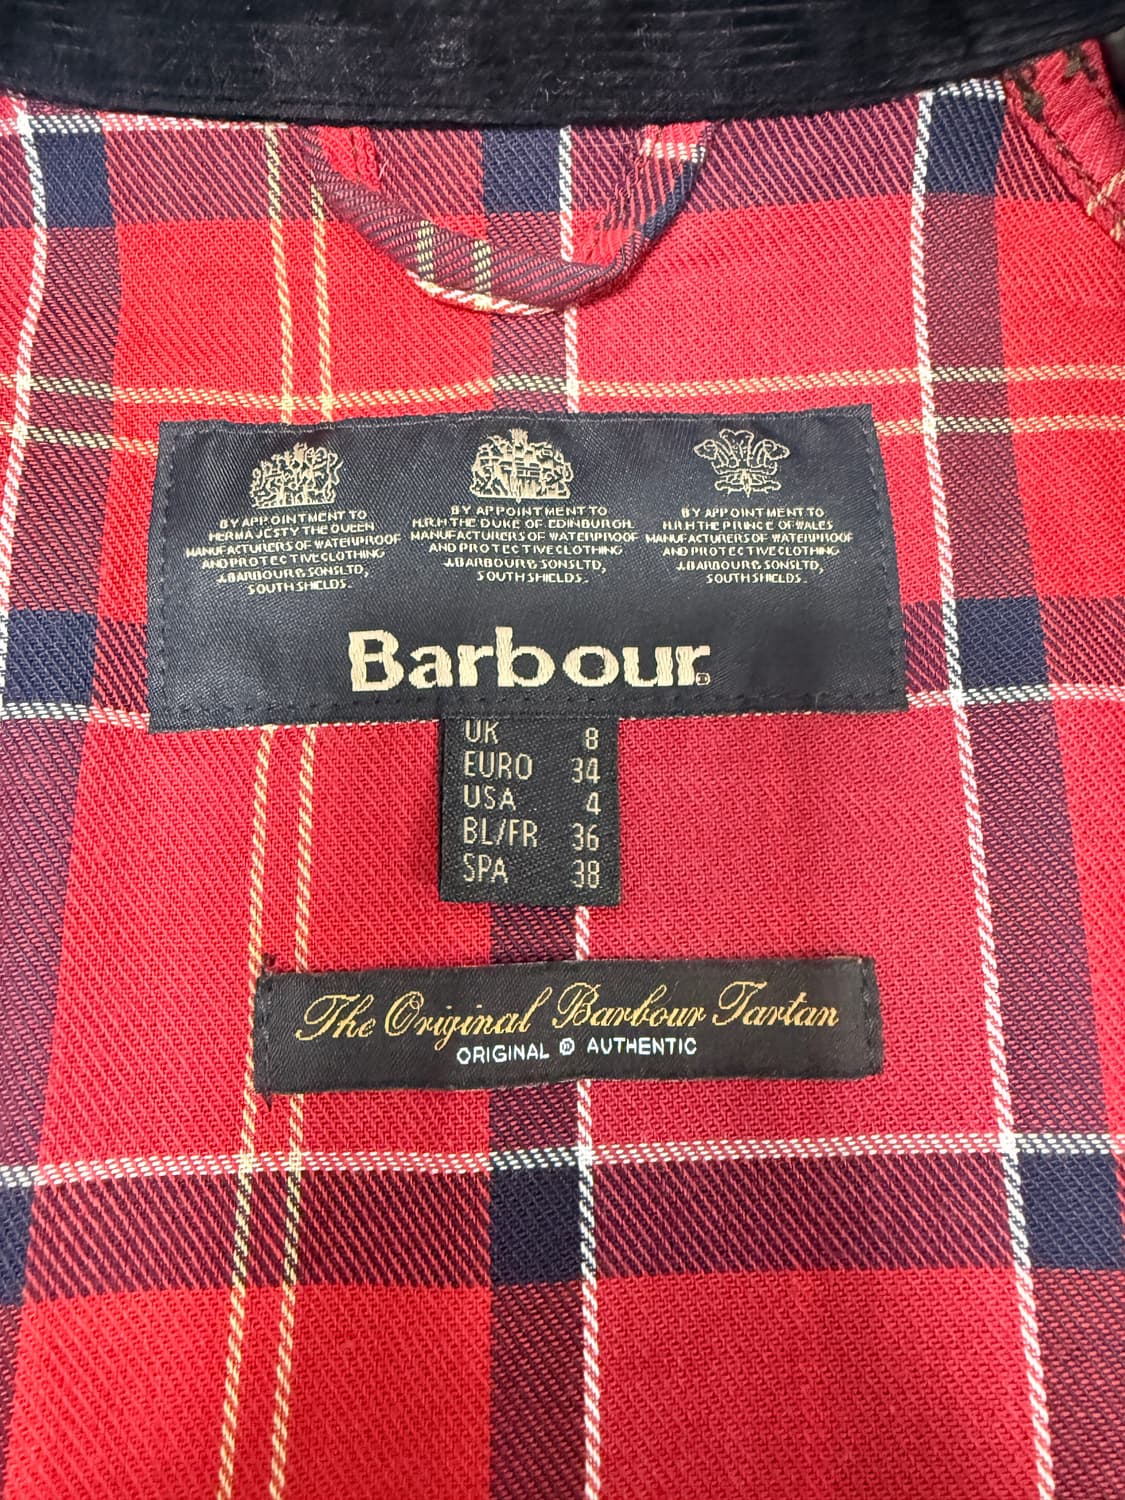 BY APPOINTMENT TO
HER MAJESTY THE QUEEN
MANUFACTURERS OF WATERPROOF
AND PROTECTIVE CLOTHING
J.BARBOUR & SONS LTD,
SOUTH SHIELDS.
BY APPOINTMENT TO
H.R.H THE DUKE OF EDINBURGH.
MANUFACTURERS OF WATERPROOF
AND PROTECTIVE CLOTHING
J.BARBOUR & SONS LTD,
SOUTH SHIELDS.
BY APPOINTMENT TO
H.R.H THE PRINCE OF WALES
MANUFACTURERS OF WATERPROOF
AND PROTECTIVE CLOTHING
J.BARBOUR & SONS LTD,
SOUTH SHIELDS.
Barbour®
UK 8
EURO 34
USA 4
BL/FR 36
SPA 38
The Original Barbour Tartan
ORIGINAL ® AUTHENTIC